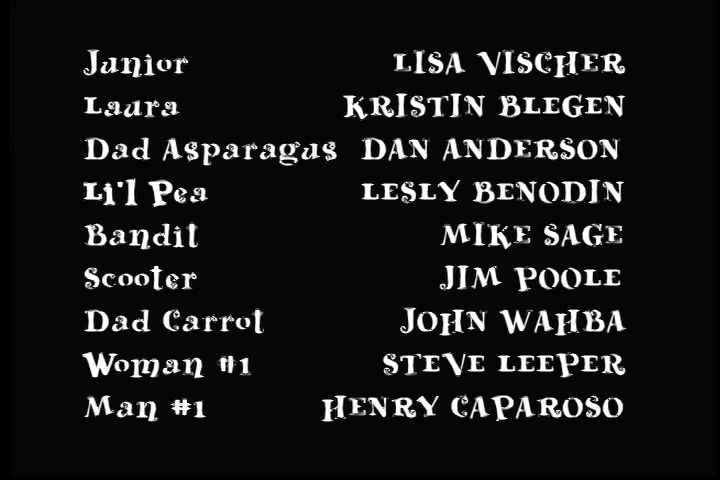 Junior LISA VISCHER
Laura KRISTIN BLEGEN
Dad Asparagus DAN ANDERSON
Li'l Pea LESLY BENODIN
Bandit MIKE SAGE
Scooter JIM POOLE
Dad Carrot JOHN WAHBA
Woman #1 STEVE LEEPER
Man #1 HENRY CAPAROSO